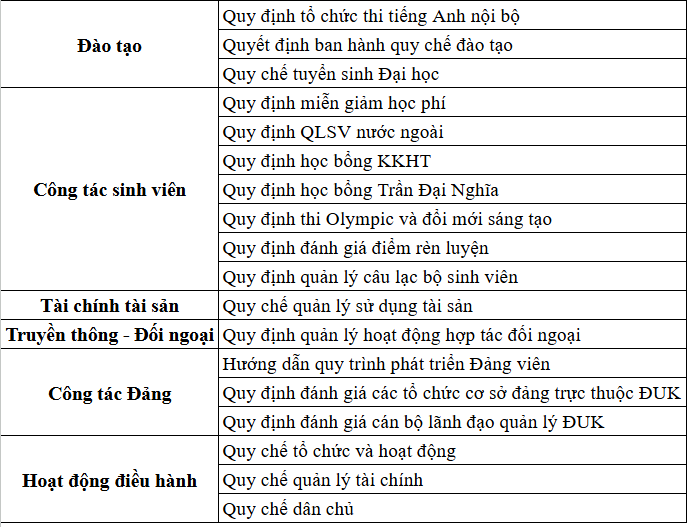 Đào tạo
Quy định tổ chức thi tiếng Anh nội bộ
Quyết định ban hành quy chế đào tạo
Quy chế tuyển sinh Đại học
Công tác sinh viên
Quy định miễn giảm học phí
Quy định QLSV nước ngoài
Quy định học bổng KKHT
Quy định học bổng Trần Đại Nghĩa
Quy định thi Olympic và đổi mới sáng tạo
Quy định đánh giá điểm rèn luyện
Quy định quản lý câu lạc bộ sinh viên
Tài chính tài sản
Quy chế quản lý sử dụng tài sản
Truyền thông - Đối ngoại
Quy định quản lý hoạt động hợp tác đối ngoại
Công tác Đảng
Hướng dẫn quy trình phát triển Đảng viên
Quy định đánh giá các tổ chức cơ sở đảng trực thuộc ĐUK
Quy định đánh giá cán bộ lãnh đạo quản lý ĐUK
Hoạt động điều hành
Quy chế tổ chức và hoạt động
Quy chế quản lý tài chính
Quy chế dân chủ